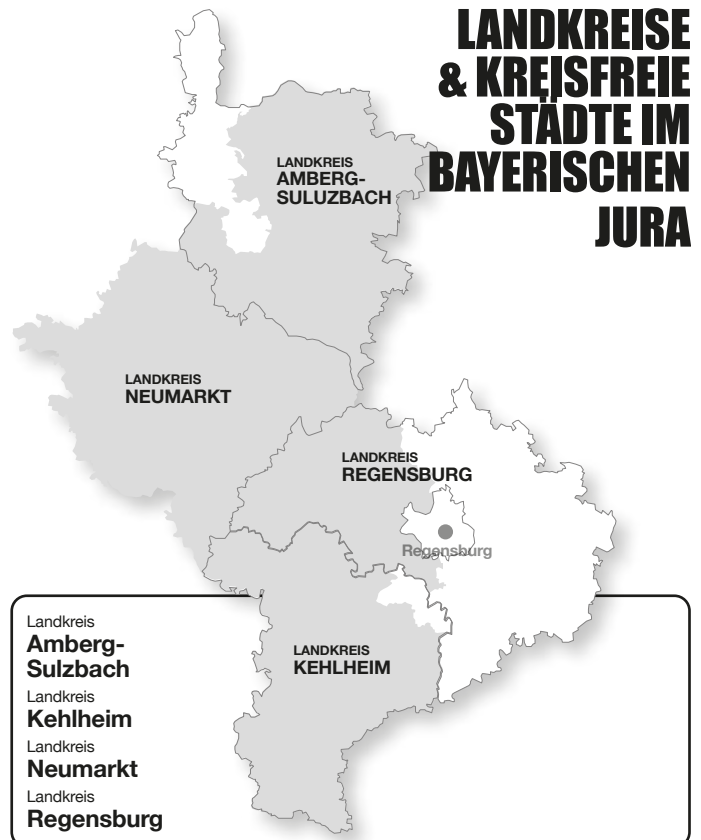 LANDKREISE
& KREISFREIE
STÄDTE IM
BAYERISCHEN
JURA
LANDKREIS
AMBERG-
SULUZBACH
LANDKREIS
NEUMARKT
LANDKREIS
REGENSBURG
Regensburg
LANDKREIS
KEHLHEIM
Landkreis
Amberg-
Sulzbach
Landkreis
Kehlheim
Landkreis
Neumarkt
Landkreis
Regensburg